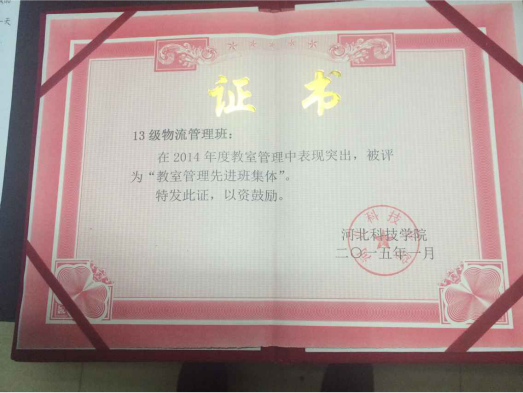 证书
13级物流管理班：
在2014年度教室管理中表现突出，被评
为“教室管理先进班集体”。
特发此证，以资鼓励。
河北科技学院
二〇一五年一月